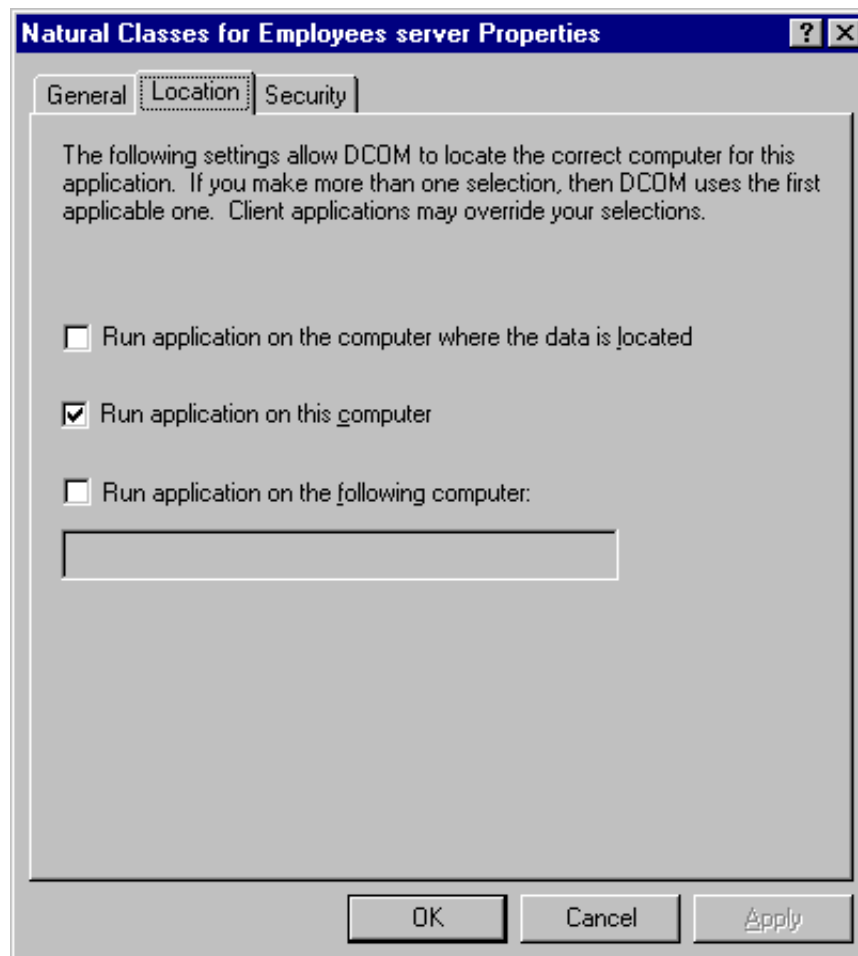 Natural Classes for Employees server Properties
General Location Security
The following settings allow DCOM to locate the correct computer for this
application. If you make more than one selection, then DCOM uses the first
applicable one. Client applications may override your selections.
Run application on the computer where the data is located
Run application on this computer
Run application on the following computer:
OK Cancel Apply